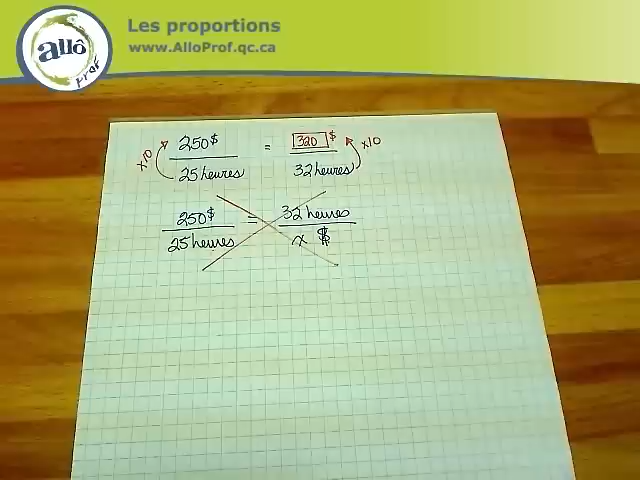 allô
prof
Les proportions
www.AlloProf.qc.ca
x10 250$ = 320 $ x10
25 heures 32 heures
250$ = 32 heures
25 heures x $